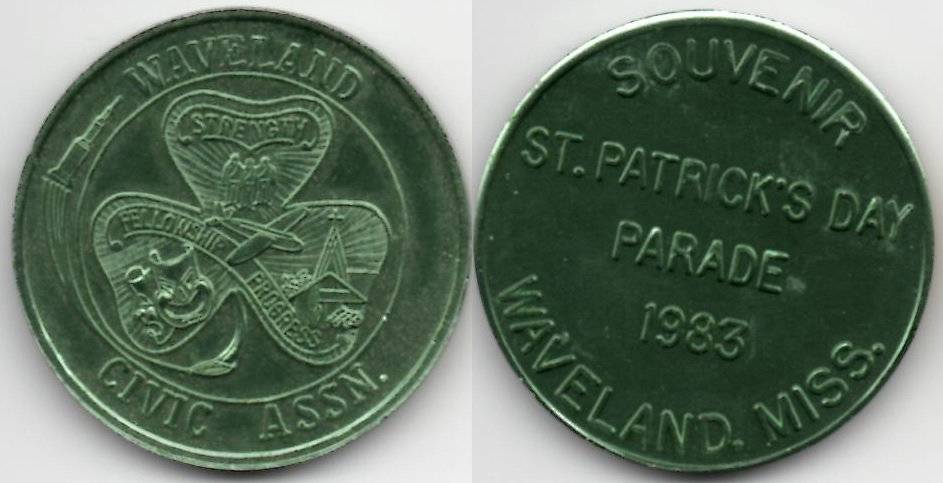 WAVELAND
STRENGTH
FELLOWSHIP
PROGRESS
CIVIC ASSN.
SOUVENIR
ST. PATRICK'S DAY
PARADE
1983
WAVELAND. MISS.